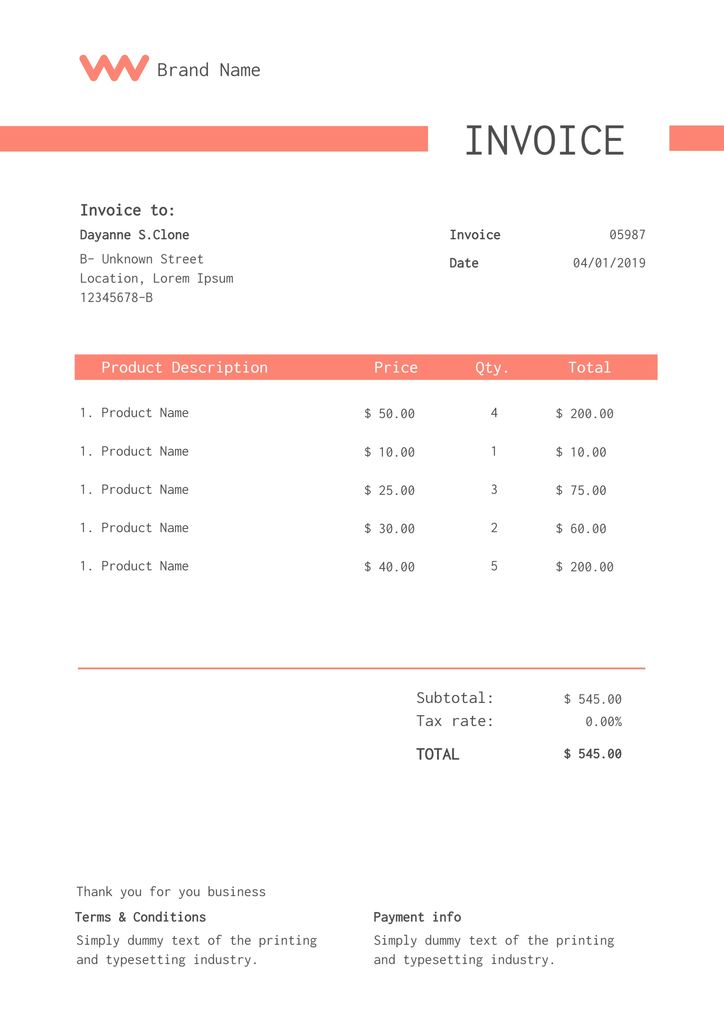 Brand Name
INVOICE
Invoice to:
Dayanne S.Clone
B- Unknown Street
Location, Lorem Ipsum
12345678-B
Invoice 05987
Date 04/01/2019
Product Description Price Qty. Total
1. Product Name $ 50.00 4 $ 200.00
1. Product Name $ 10.00 1 $ 10.00
1. Product Name $ 25.00 3 $ 75.00
1. Product Name $ 30.00 2 $ 60.00
1. Product Name $ 40.00 5 $ 200.00
Subtotal: $ 545.00
Tax rate: 0.00%
TOTAL $ 545.00
Thank you for you business
Terms & Conditions
Simply dummy text of the printing
and typesetting industry.
Payment info
Simply dummy text of the printing
and typesetting industry.